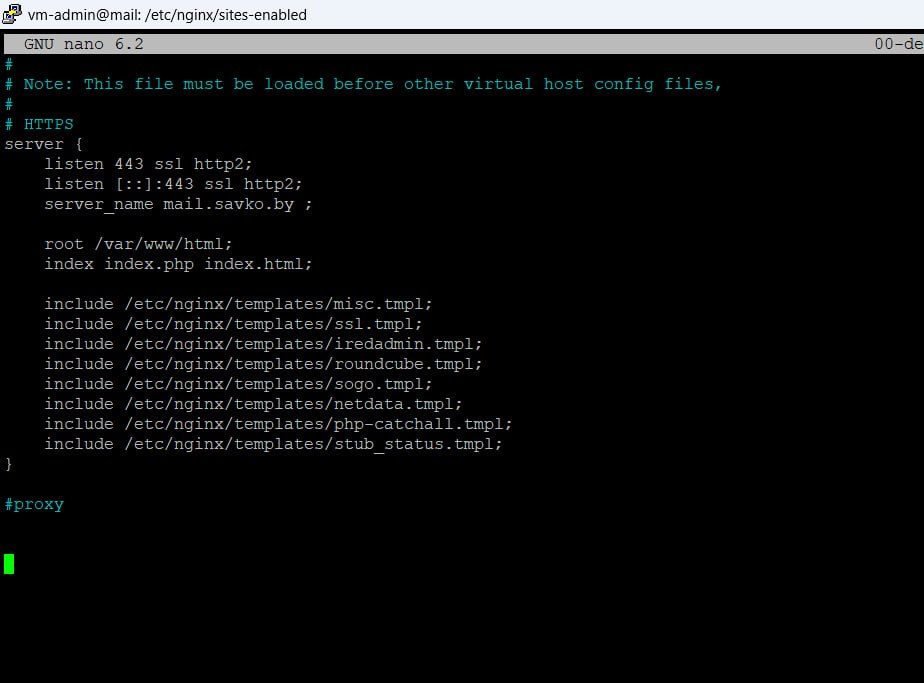 vm-admin@mail: /etc/nginx/sites-enabled
GNU nano 6.2 00-de
#
# Note: This file must be loaded before other virtual host config files,
#
# HTTPS
server {
    listen 443 ssl http2;
    listen [::]:443 ssl http2;
    server_name mail.savko.by ;

    root /var/www/html;
    index index.php index.html;

    include /etc/nginx/templates/misc.tmpl;
    include /etc/nginx/templates/ssl.tmpl;
    include /etc/nginx/templates/iredadmin.tmpl;
    include /etc/nginx/templates/roundcube.tmpl;
    include /etc/nginx/templates/sogo.tmpl;
    include /etc/nginx/templates/netdata.tmpl;
    include /etc/nginx/templates/php-catchall.tmpl;
    include /etc/nginx/templates/stub_status.tmpl;
}

#proxy